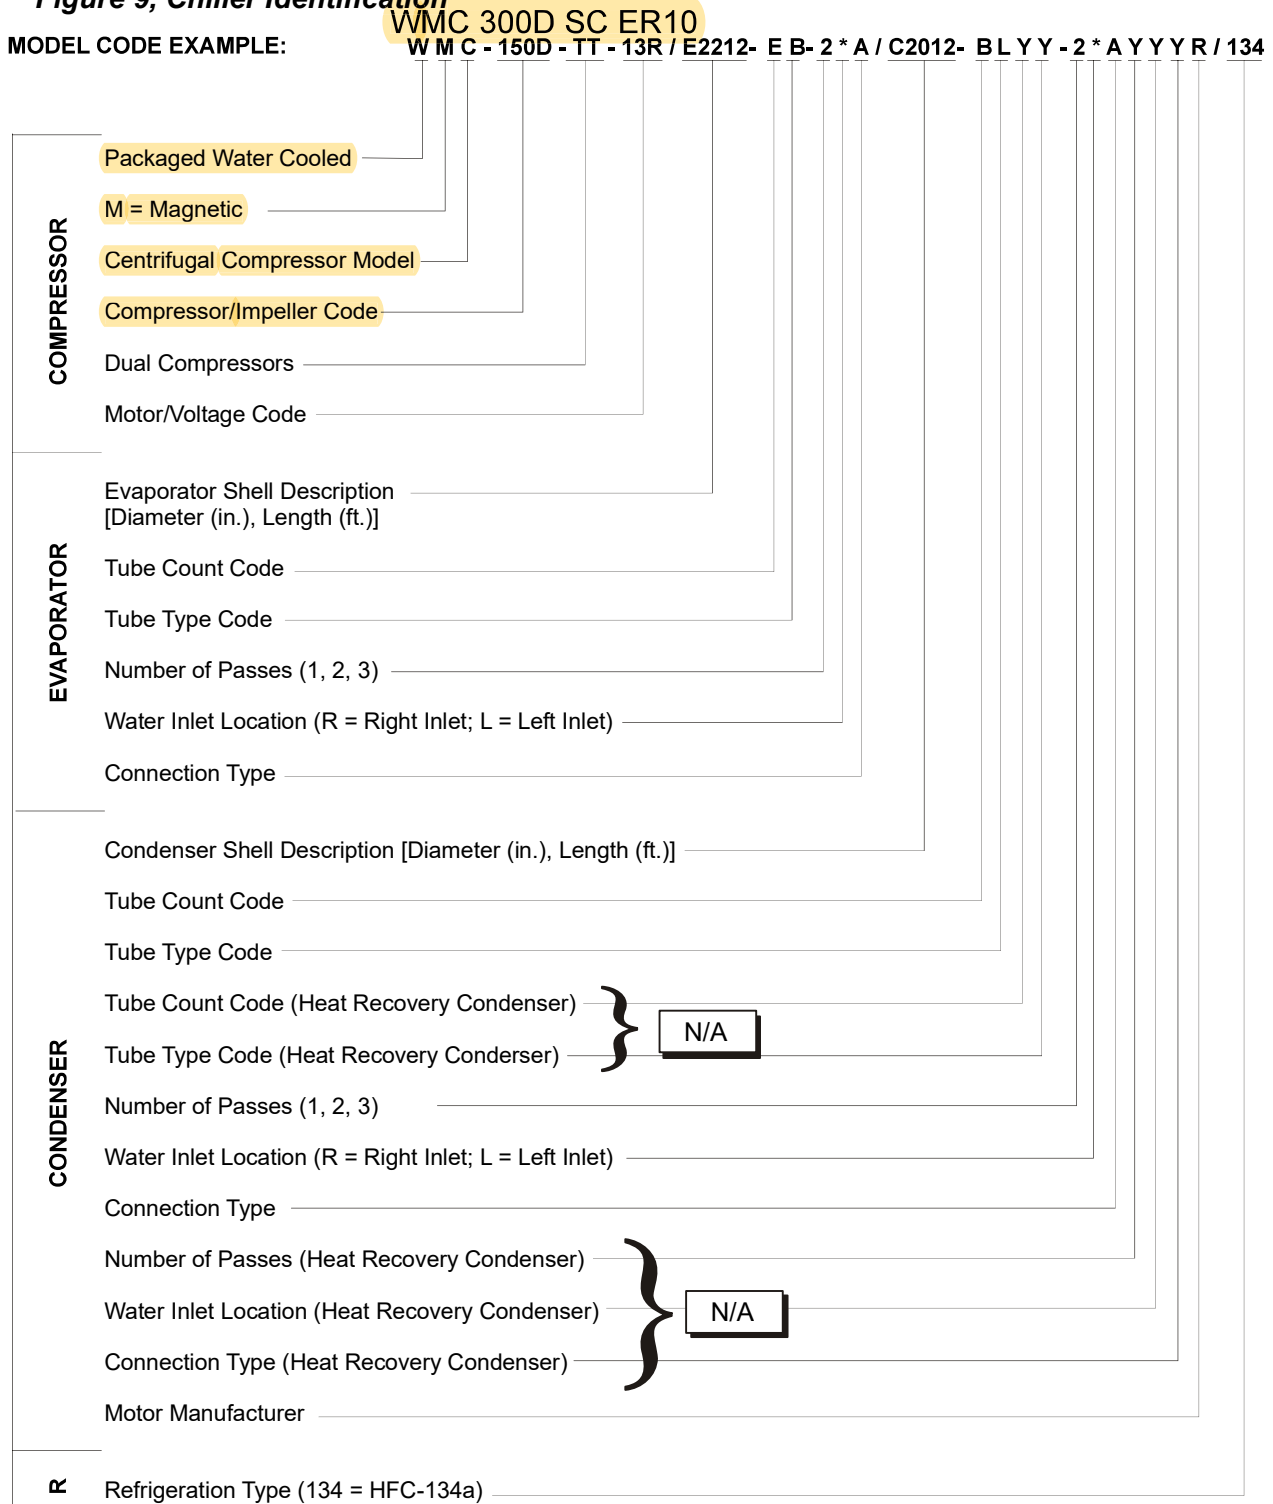 Figure 9, Chiller Identification
WMC 300D SC ER10
MODEL CODE EXAMPLE: W M C - 150D - TT - 13R / E2212- E B- 2 * A / C2012- B L Y Y - 2 * A Y Y Y R / 134
COMPRESSOR
Packaged Water Cooled
M = Magnetic
Centrifugal Compressor Model
Compressor/Impeller Code
Dual Compressors
Motor/Voltage Code
EVAPORATOR
Evaporator Shell Description
[Diameter (in.), Length (ft.)]
Tube Count Code
Tube Type Code
Number of Passes (1, 2, 3)
Water Inlet Location (R = Right Inlet; L = Left Inlet)
Connection Type
CONDENSER
Condenser Shell Description [Diameter (in.), Length (ft.)]
Tube Count Code
Tube Type Code
Tube Count Code (Heat Recovery Condenser)
N/A
Tube Type Code (Heat Recovery Conderser)
Number of Passes (1, 2, 3)
Water Inlet Location (R = Right Inlet; L = Left Inlet)
Connection Type
Number of Passes (Heat Recovery Condenser)
Water Inlet Location (Heat Recovery Condenser)
N/A
Connection Type (Heat Recovery Condenser)
Motor Manufacturer
R
Refrigeration Type (134 = HFC-134a)